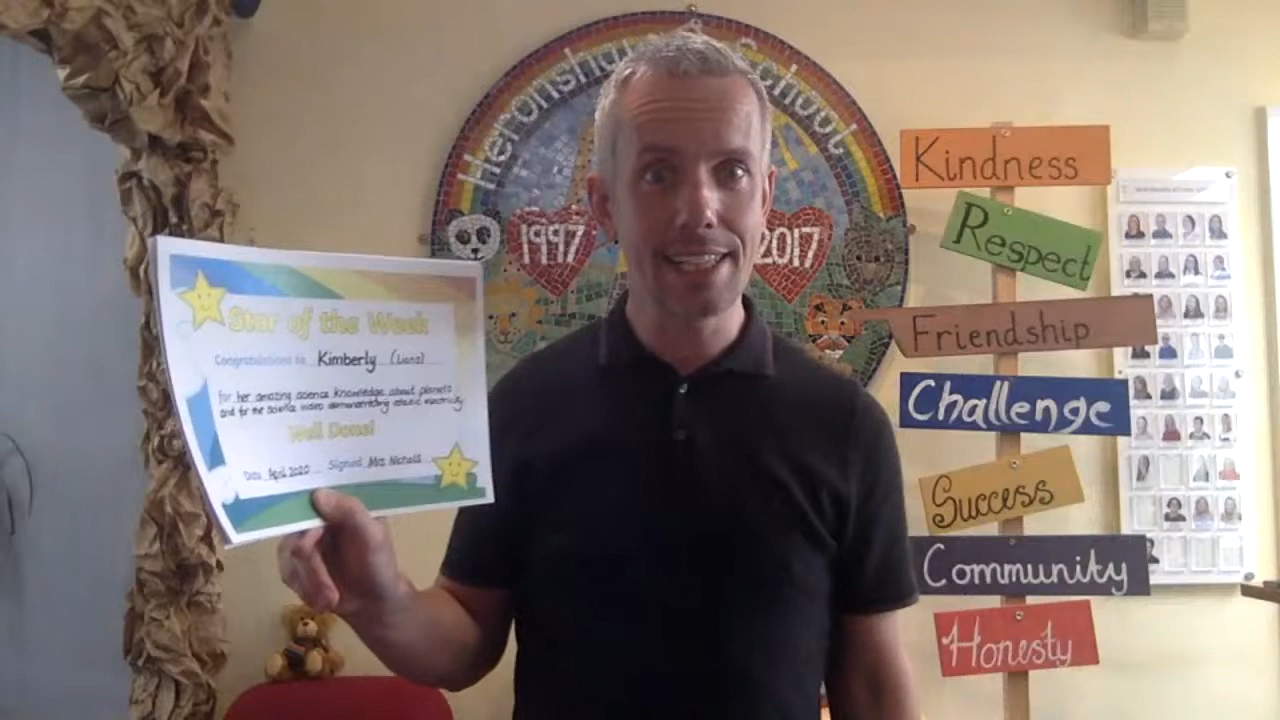 School
1997
2017
Star of the Week
Congratulations to Kimberly (Lions)
For her amazing science knowledge about planets
and for the science video demonstrating static electricity
Well Done!
Date April 2020 Signed Mrs Nicholls
Kindness
Respect
Friendship
Challenge
Success
Community
Honesty